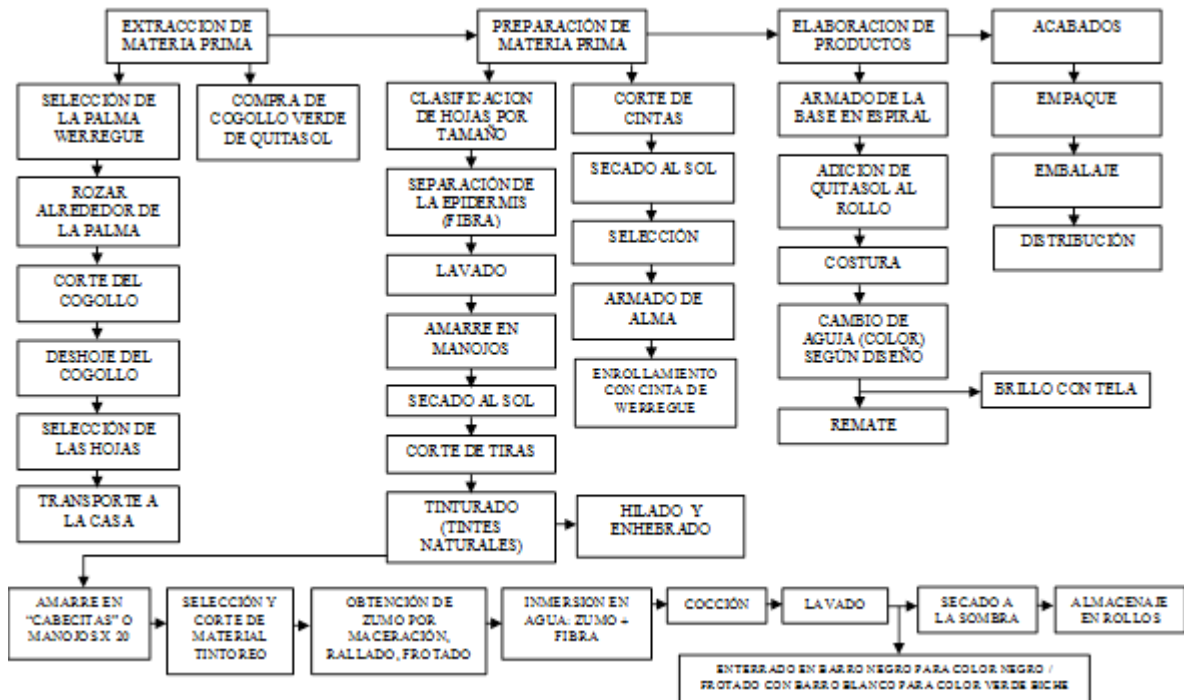 EXTRACCION DE
MATERIA PRIMA
PREPARACIÓN DE
MATERIA PRIMA
ELABORACION DE
PRODUCTOS
ACABADOS
SELECCIÓN DE
LA PALMA
WERREGUE
ROZAR
ALREDEDOR DE
LA PALMA
CORTE DEL
COGOLLO
DESHOJE DEL
COGOLLO
SELECCIÓN DE
LAS HOJAS
TRANSPORTE A
LA CASA
COMPRA DE
COGOLLO VERDE
DE QUITASOL
CLASIFICACION
DE HOJAS POR
TAMAÑO
SEPARACIÓN DE
LA EPIDERMIS
(FIBRA)
LAVADO
AMARRE EN
MANOJOS
SECADO AL SOL
CORTE DE TIRAS
TINTURADO
(TINTES
NATURALES)
HILADO Y
ENHEBRADO
CORTE DE
CINTAS
SECADO AL SOL
SELECCIÓN
ARMADO DE
ALMA
ENROLLAMIENTO
CON CINTA DE
WERREGUE
ARMADO DE LA
BASE EN ESPIRAL
ADICION DE
QUITASOL AL
ROLLO
COSTURA
CAMBIO DE
AGUJA (COLOR)
SEGÚN DISEÑO
BRILLO CON TELA
REMATE
EMPAQUE
EMBALAJE
DISTRIBUCIÓN
AMARRE EN
“CABECITAS” O
MANOJOS X 20
SELECCIÓN Y
CORTE DE
MATERIAL
TINTOREO
OBTENCIÓN DE
ZUMO POR
MACERACIÓN,
RALLADO, FROTADO
INMERSION EN
AGUA: ZUMO +
FIBRA
COCCIÓN
LAVADO
SECADO A
LA SOMBRA
ALMACENAJE
EN ROLLOS
ENTERRADO EN BARRO NEGRO PARA COLOR NEGRO /
FROTADO CON BARRO BLANCO PARA COLOR VERDE BICHE